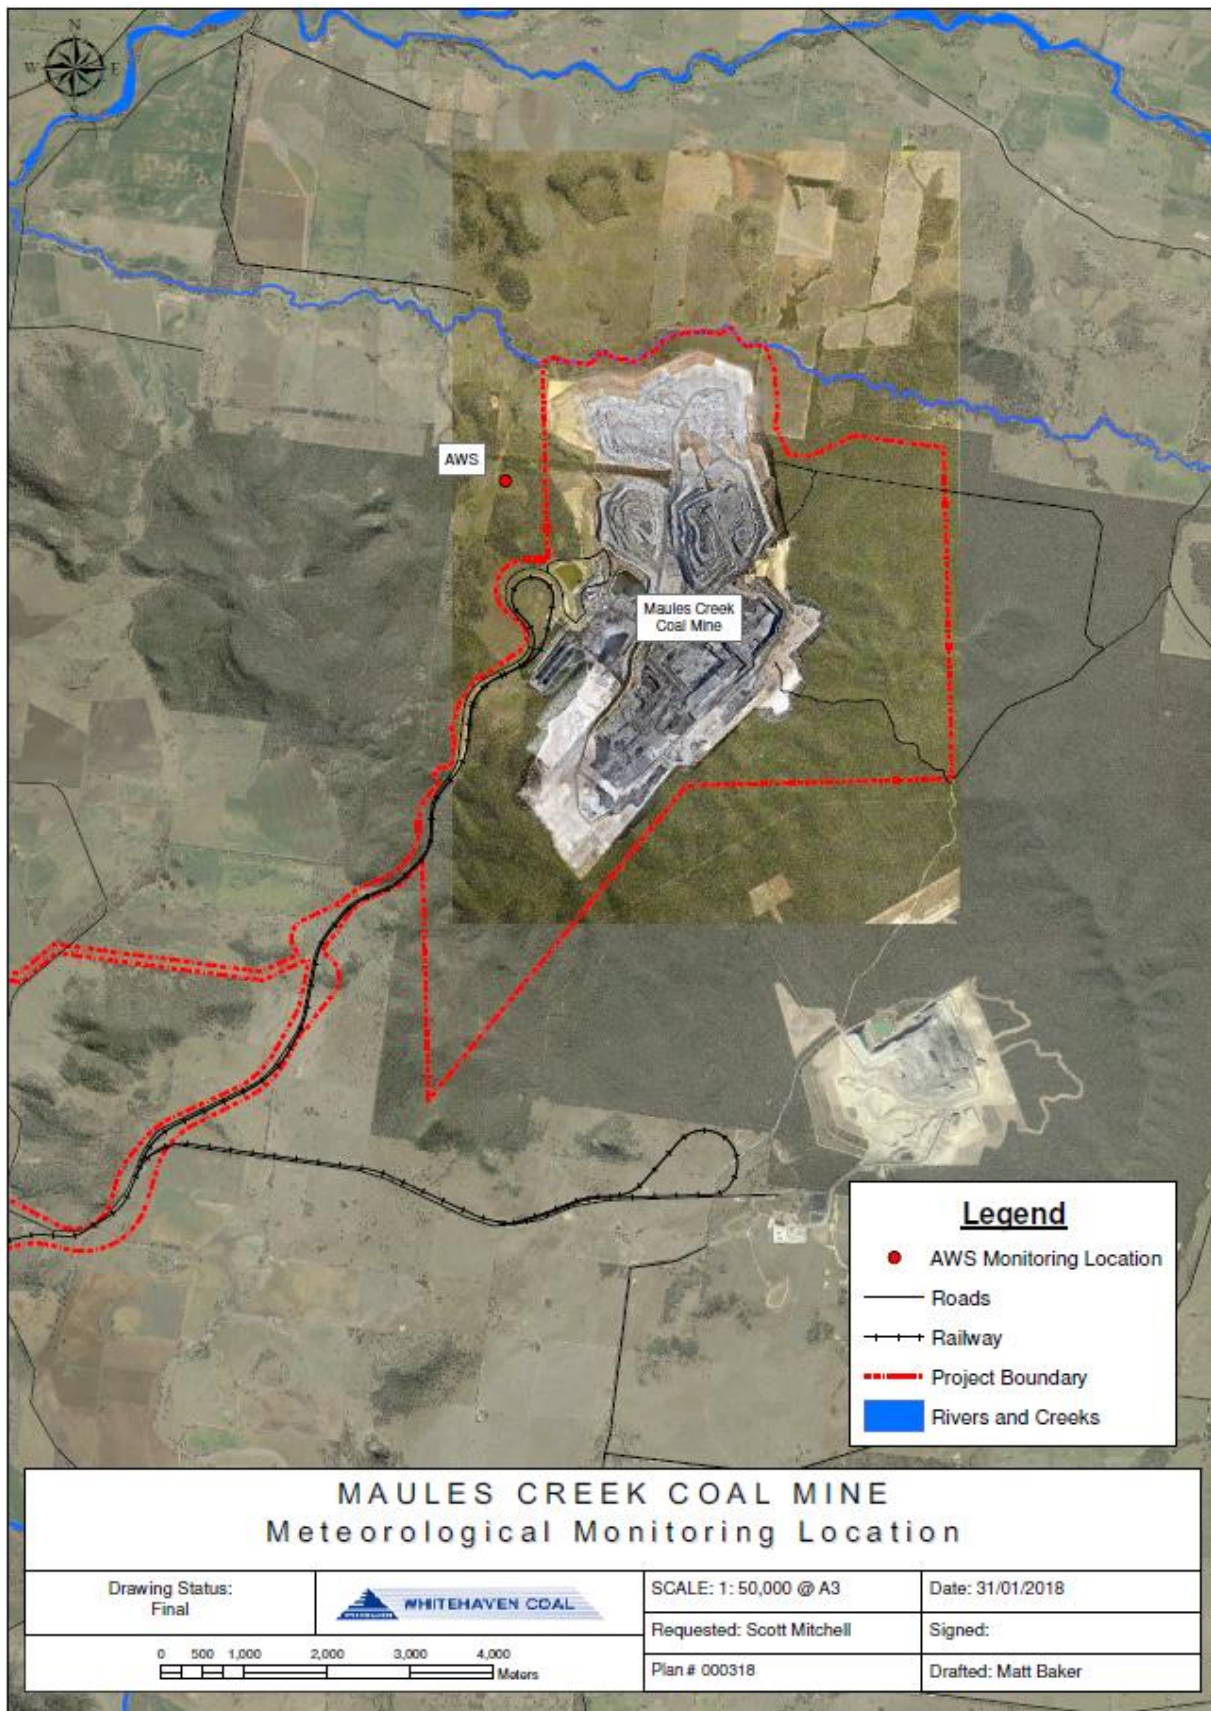 N
W E
S
AWS
Maules Creek
Coal Mine
Legend
AWS Monitoring Location
Roads
Railway
Project Boundary
Rivers and Creeks
MAULES CREEK COAL MINE
Meteorological Monitoring Location
Drawing Status:
Final
WHITEHAVEN COAL
SCALE: 1: 50,000 @ A3
Date: 31/01/2018
Requested: Scott Mitchell
Signed:
0 500 1,000 2,000 3,000 4,000
Meters
Plan # 000318
Drafted: Matt Baker